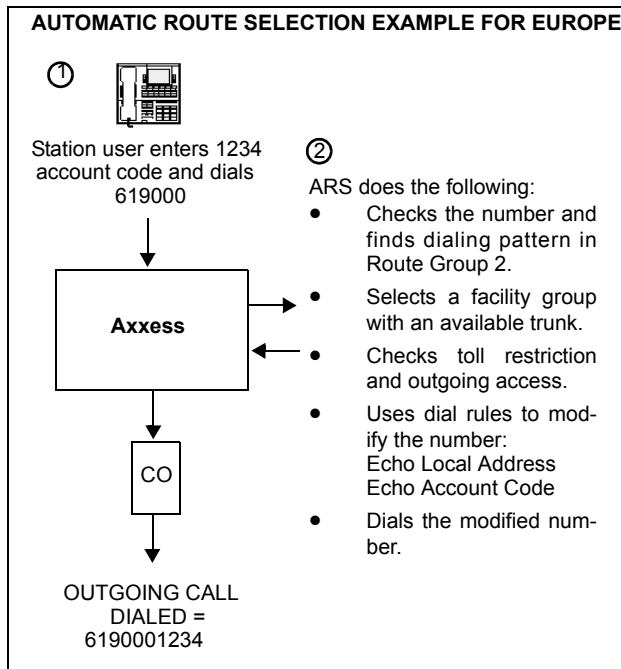 AUTOMATIC ROUTE SELECTION EXAMPLE FOR EUROPE
1
Station user enters 1234
account code and dials
619000
Axxess
CO
OUTGOING CALL
DIALED =
6190001234
2
ARS does the following:
● Checks the number and
finds dialing pattern in
Route Group 2.
● Selects a facility group
with an available trunk.
● Checks toll restriction
and outgoing access.
● Uses dial rules to mod-
ify the number:
Echo Local Address
Echo Account Code
● Dials the modified num-
ber.